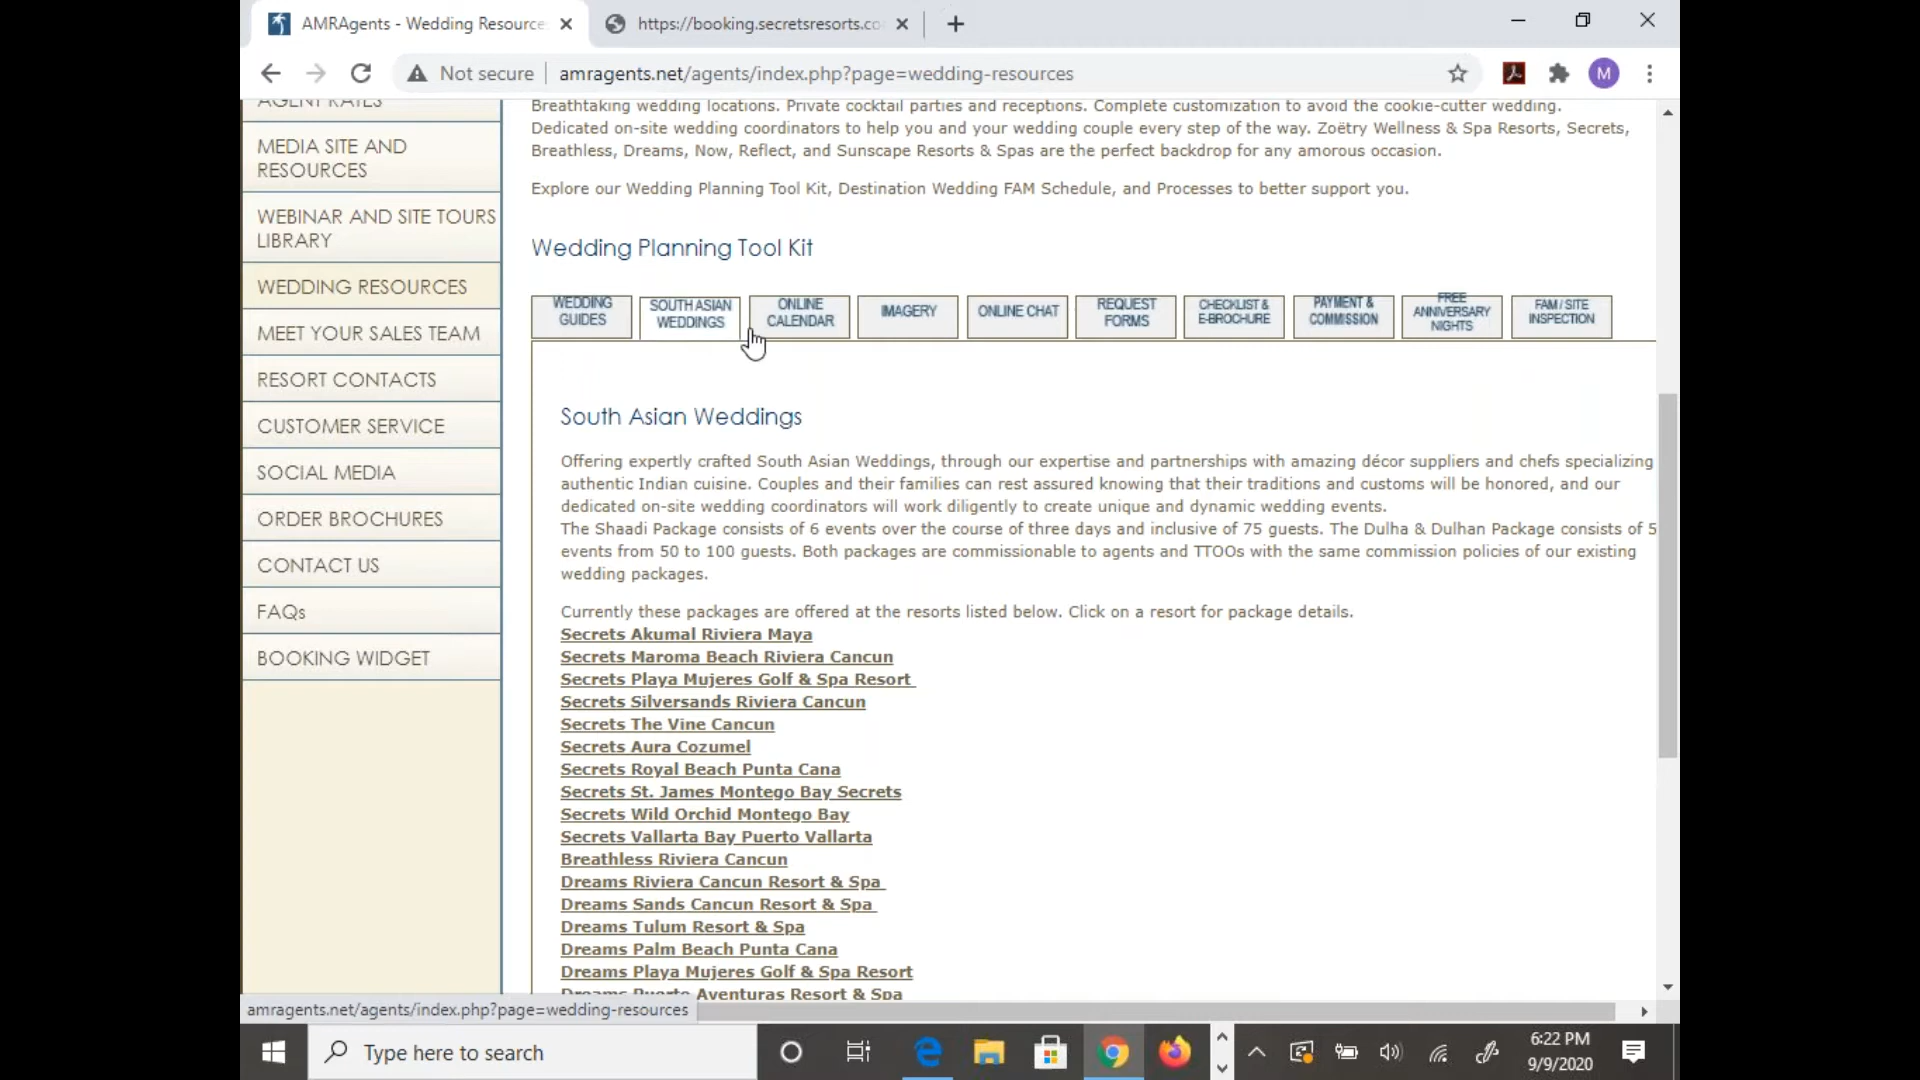 AMRAgents - Wedding Resource
https://booking.secretsresorts.co
Not secure
amragents.net/agents/index.php?page=wedding-resources
M
AGENT RATES
MEDIA SITE AND
RESOURCES
WEBINAR AND SITE TOURS
LIBRARY
WEDDING RESOURCES
MEET YOUR SALES TEAM
RESORT CONTACTS
CUSTOMER SERVICE
SOCIAL MEDIA
ORDER BROCHURES
CONTACT US
FAQs
BOOKING WIDGET
Breathtaking wedding locations. Private cocktail parties and receptions. Complete customization to avoid the cookie-cutter wedding.
Dedicated on-site wedding coordinators to help you and your wedding couple every step of the way. Zoëtry Wellness & Spa Resorts, Secrets,
Breathless, Dreams, Now, Reflect, and Sunscape Resorts & Spas are the perfect backdrop for any amorous occasion.
Explore our Wedding Planning Tool Kit, Destination Wedding FAM Schedule, and Processes to better support you.
Wedding Planning Tool Kit
WEDDING
GUIDES
SOUTH ASIAN
WEDDINGS
ONLINE
CALENDAR
IMAGERY
ONLINE CHAT
REQUEST
FORMS
CHECKLIST &
E-BROCHURE
PAYMENT &
COMMISSION
FREE
ANNIVERSARY
NIGHTS
FAM / SITE
INSPECTION
South Asian Weddings
Offering expertly crafted South Asian Weddings, through our expertise and partnerships with amazing décor suppliers and chefs specializing
authentic Indian cuisine. Couples and their families can rest assured knowing that their traditions and customs will be honored, and our
dedicated on-site wedding coordinators will work diligently to create unique and dynamic wedding events.
The Shaadi Package consists of 6 events over the course of three days and inclusive of 75 guests. The Dulha & Dulhan Package consists of 5
events from 50 to 100 guests. Both packages are commissionable to agents and TTOOs with the same commission policies of our existing
wedding packages.
Currently these packages are offered at the resorts listed below. Click on a resort for package details.
Secrets Akumal Riviera Maya
Secrets Maroma Beach Riviera Cancun
Secrets Playa Mujeres Golf & Spa Resort
Secrets Silversands Riviera Cancun
Secrets The Vine Cancun
Secrets Aura Cozumel
Secrets Royal Beach Punta Cana
Secrets St. James Montego Bay Secrets
Secrets Wild Orchid Montego Bay
Secrets Vallarta Bay Puerto Vallarta
Breathless Riviera Cancun
Dreams Riviera Cancun Resort & Spa
Dreams Sands Cancun Resort & Spa
Dreams Tulum Resort & Spa
Dreams Palm Beach Punta Cana
Dreams Playa Mujeres Golf & Spa Resort
Dreams Puerto Aventuras Resort & Spa
amragents.net/agents/index.php?page=wedding-resources
Type here to search
6:22 PM
9/9/2020